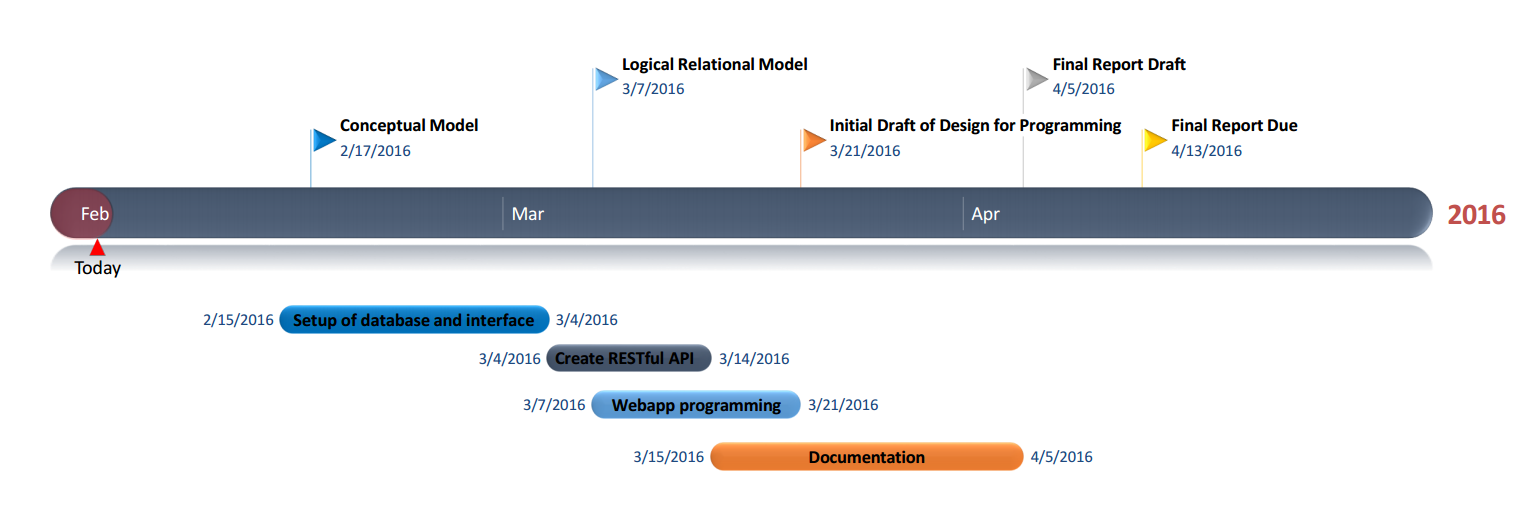 Logical Relational Model
3/7/2016
Final Report Draft
4/5/2016
Conceptual Model
2/17/2016
Initial Draft of Design for Programming
3/21/2016
Final Report Due
4/13/2016
Feb
Mar
Apr
2016
Today
2/15/2016 Setup of database and interface 3/4/2016
3/4/2016 Create RESTful API 3/14/2016
3/7/2016 Webapp programming 3/21/2016
3/15/2016 Documentation 4/5/2016